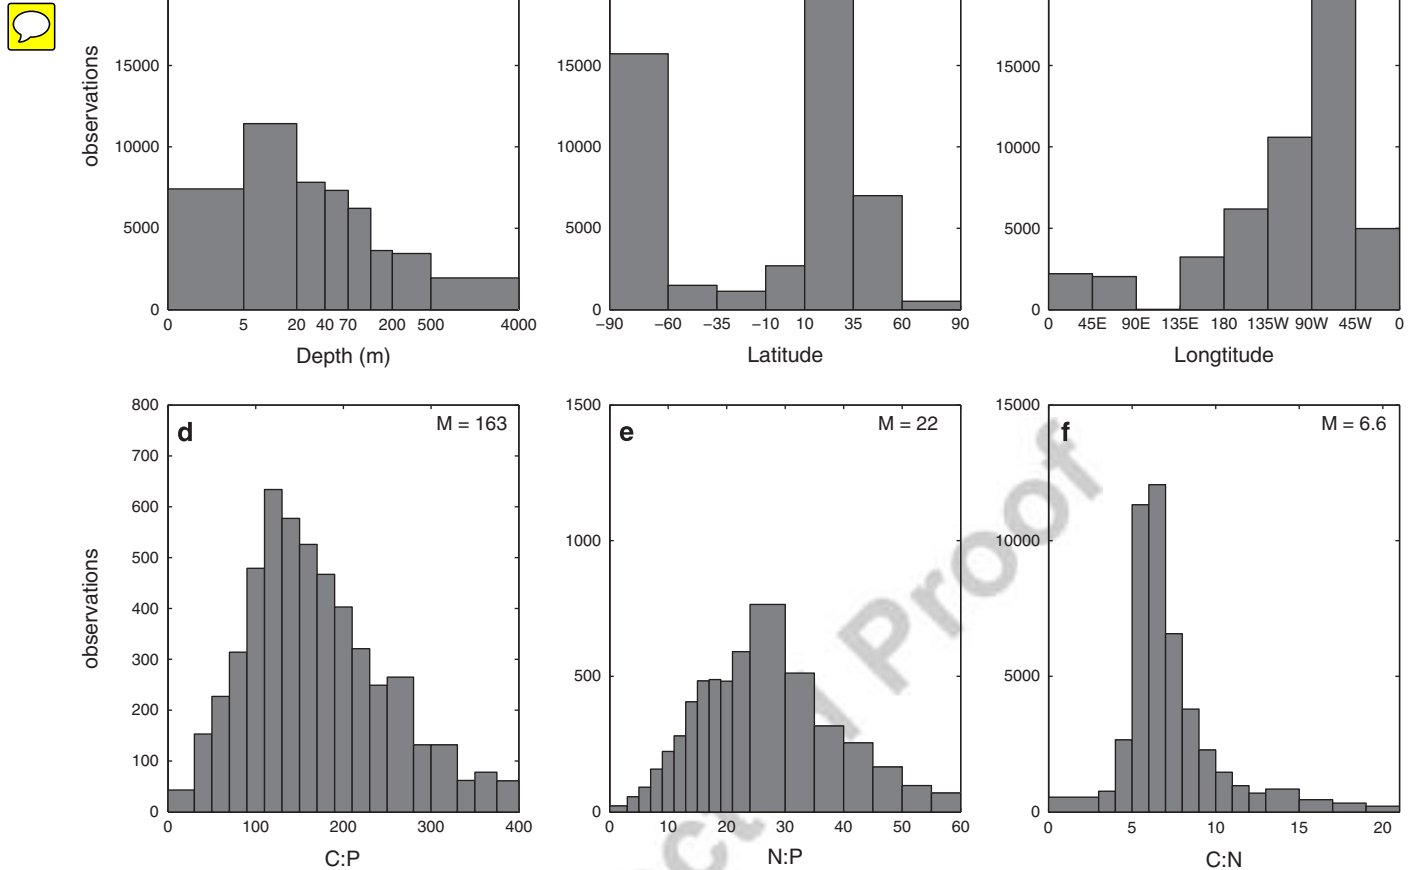 observations
15000
10000
5000
0
0 5 20 40 70 200 500 4000
Depth (m)
15000
10000
5000
0
−90 −60 −35 −10 10 35 60 90
Latitude
15000
10000
5000
0
0 45E 90E 135E 180 135W 90W 45W 0
Longtitude
observations
800
700
600
500
400
300
200
100
0
d
M = 163
0 100 200 300 400
C:P
1500
1000
500
0
e
M = 22
0 10 20 30 40 50 60
N:P
15000
10000
5000
0
f
M = 6.6
0 5 10 15 20
C:N
Proof